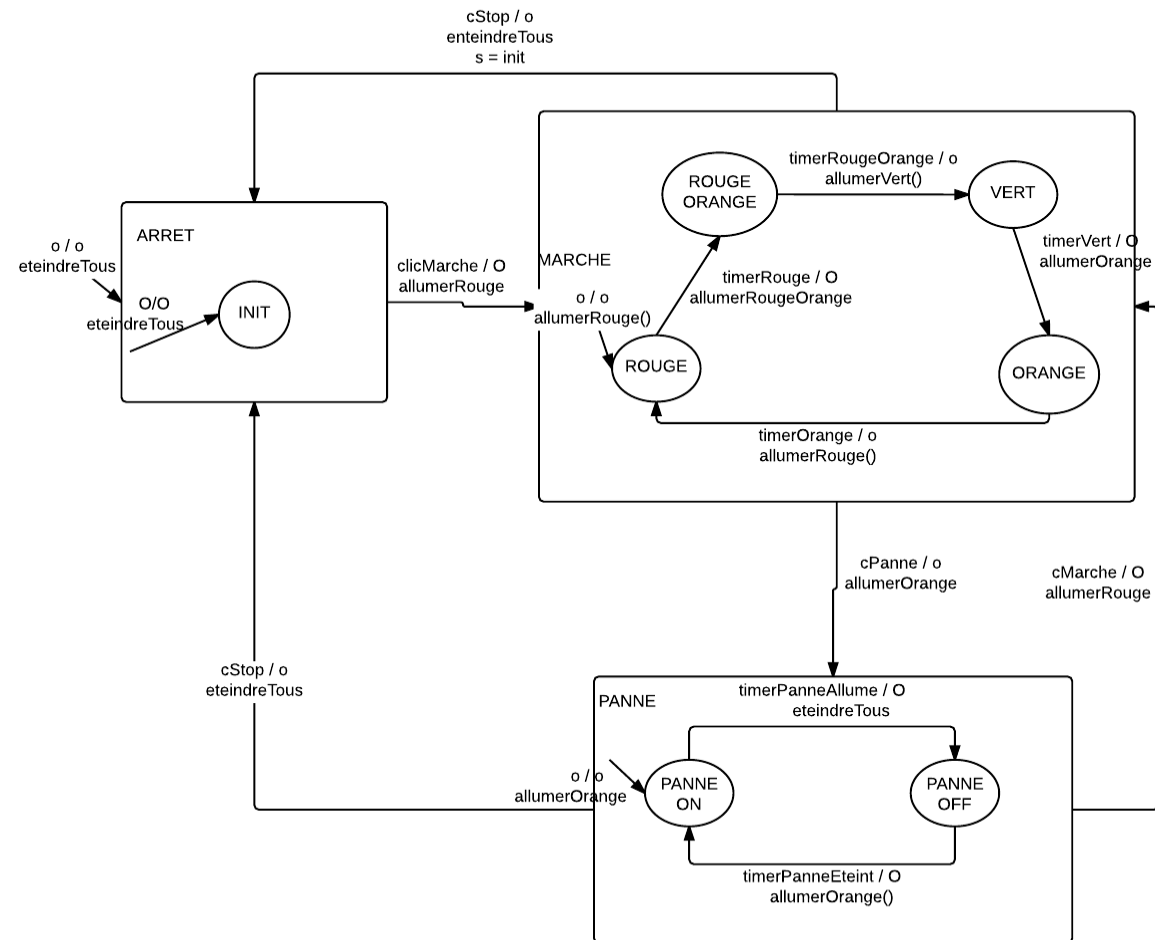 cStop / o
enteindreTous
s = init
ROUGE
ORANGE
timerRougeOrange / o
allumerVert()
VERT
ARRET
o / o
eteindreTous
O/O
eteindreTous
INIT
clicMarche / O
allumerRouge
MARCHE
o / o
allumerRouge()
timerRouge / O
allumerRougeOrange
timerVert / O
allumerOrange
ROUGE
ORANGE
timerOrange / o
allumerRouge()
cPanne / o
allumerOrange
cMarche / O
allumerRouge
cStop / o
eteindreTous
PANNE
timerPanneAllume / O
eteindreTous
o / o
allumerOrange
PANNE
ON
PANNE
OFF
timerPanneEteint / O
allumerOrange()